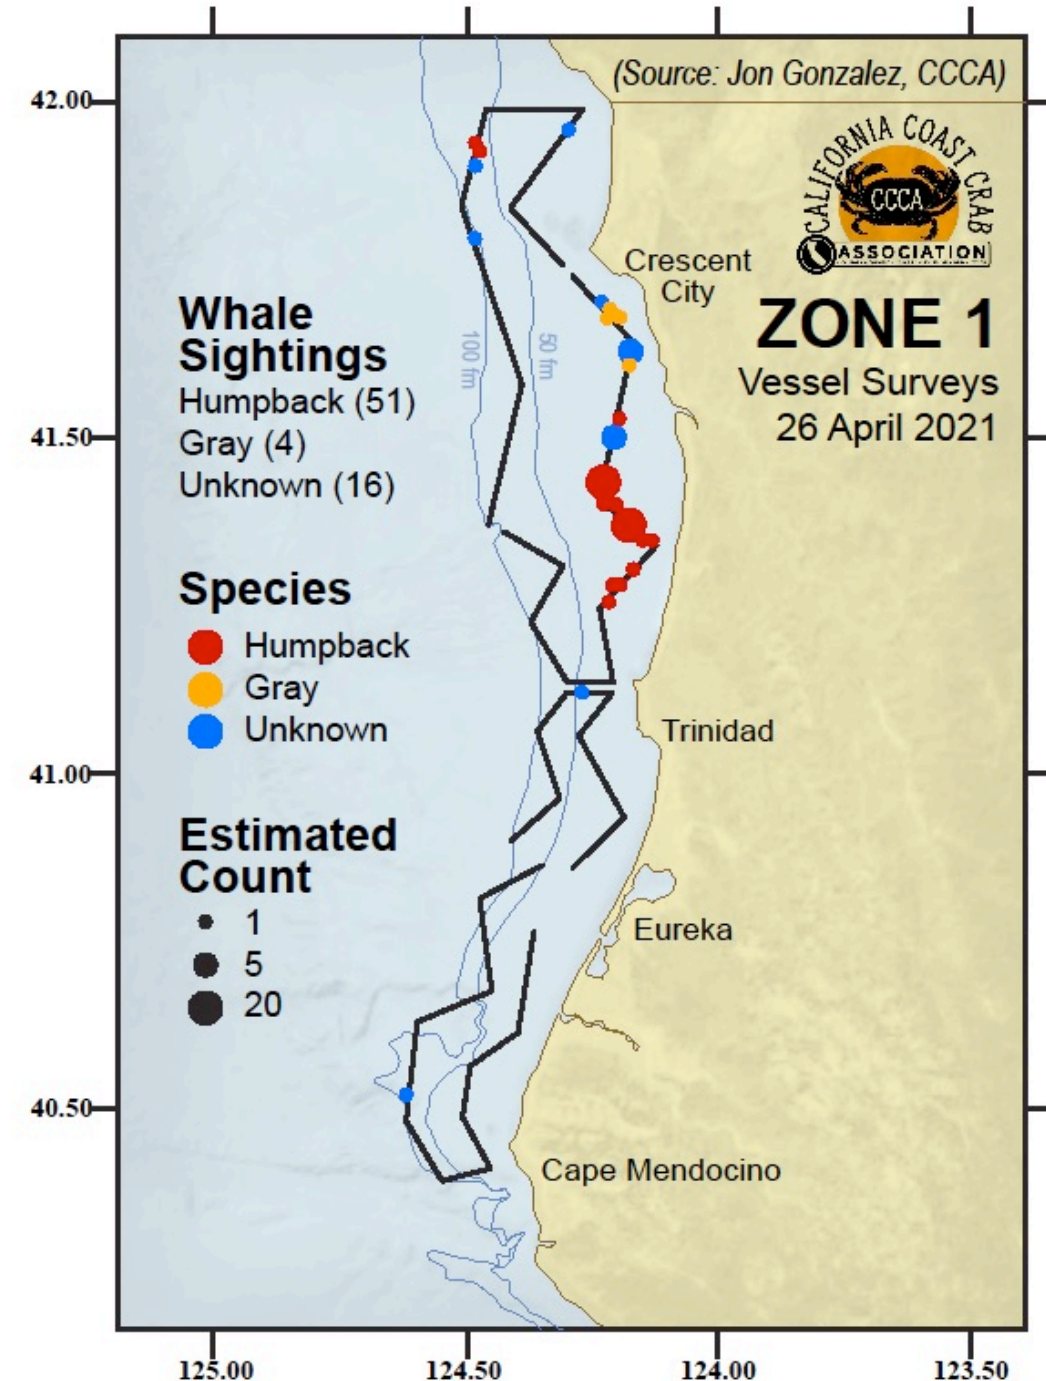 (Source: Jon Gonzalez, CCCA)
42.00
CALIFORNIA COAST CRAB
CCCA
ASSOCIATION
Crescent
City
ZONE 1
Vessel Surveys
26 April 2021
Whale
Sightings
Humpback (51)
Gray (4)
Unknown (16)
100 fm
50 fm
41.50
Species
Humpback
Gray
Unknown
Trinidad
41.00
Estimated
Count
1
5
20
Eureka
40.50
Cape Mendocino
125.00
124.50
124.00
123.50